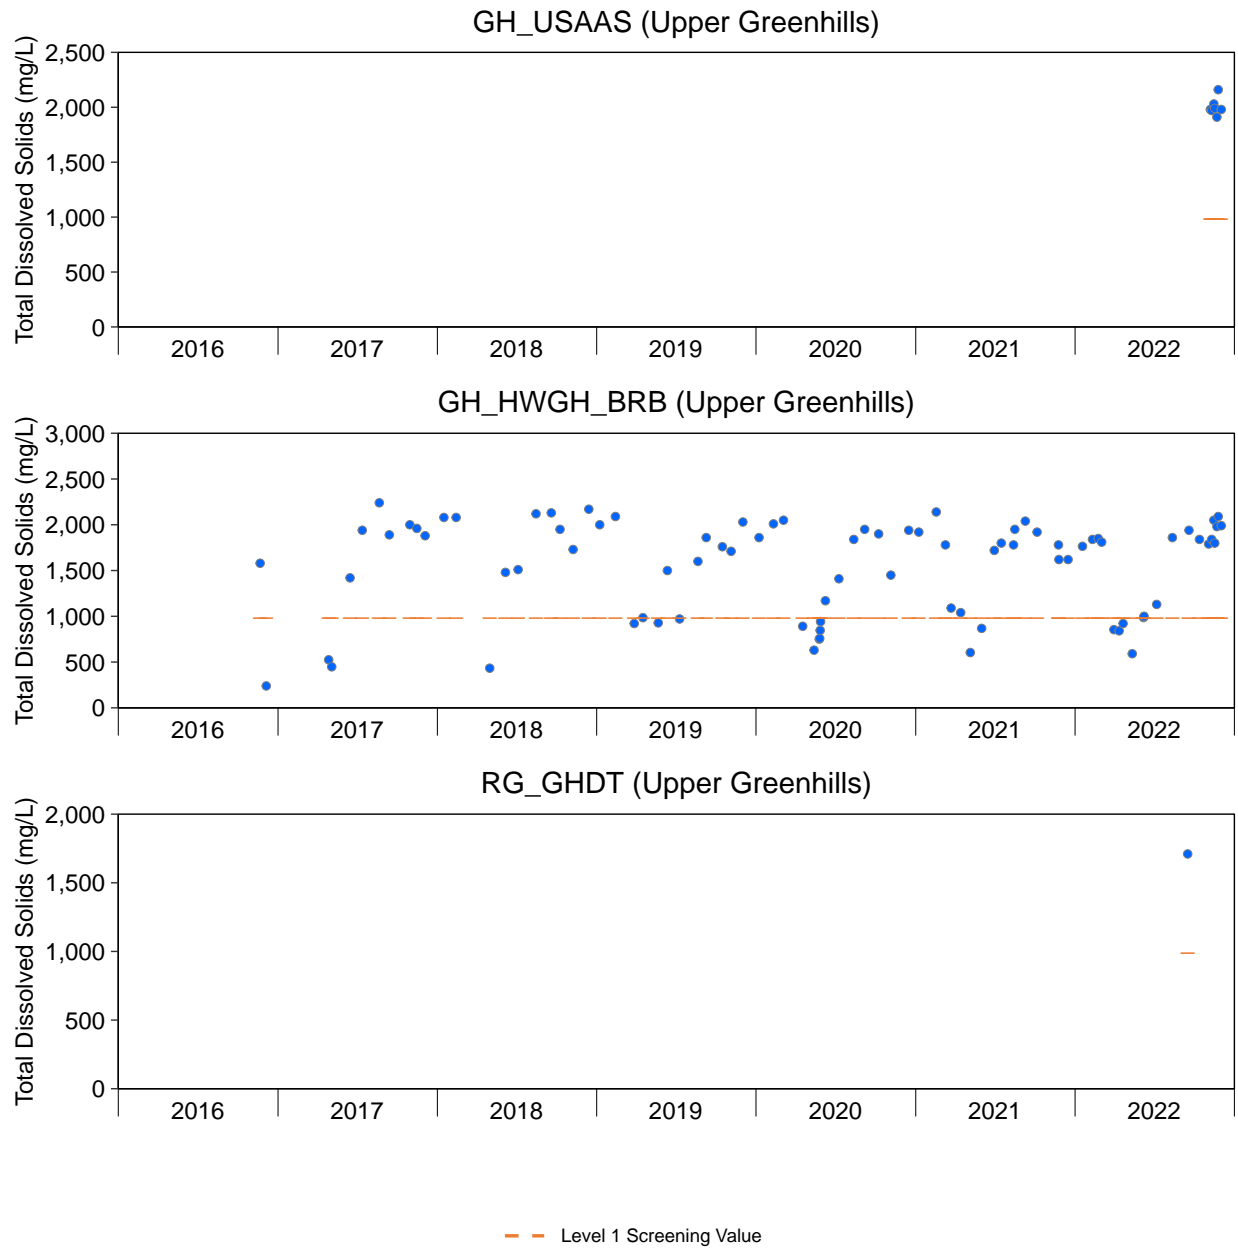 GH_USAAS (Upper Greenhills)
Total Dissolved Solids (mg/L)
2,500
2,000
1,500
1,000
500
0
2016 2017 2018 2019 2020 2021 2022
GH_HWGH_BRB (Upper Greenhills)
Total Dissolved Solids (mg/L)
3,000
2,500
2,000
1,500
1,000
500
0
2016 2017 2018 2019 2020 2021 2022
RG_GHDT (Upper Greenhills)
Total Dissolved Solids (mg/L)
2,000
1,500
1,000
500
0
2016 2017 2018 2019 2020 2021 2022
Level 1 Screening Value